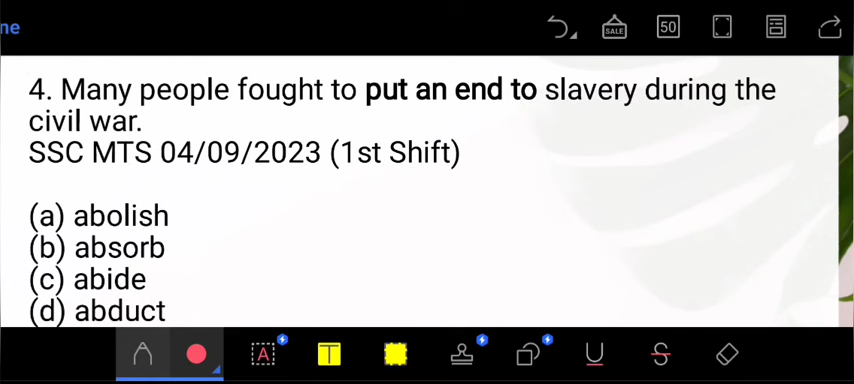 ne
SALE
50
4. Many people fought to put an end to slavery during the
civil war.
SSC MTS 04/09/2023 (1st Shift)
(a) abolish
(b) absorb
(c) abide
(d) abduct
A
T
U
S